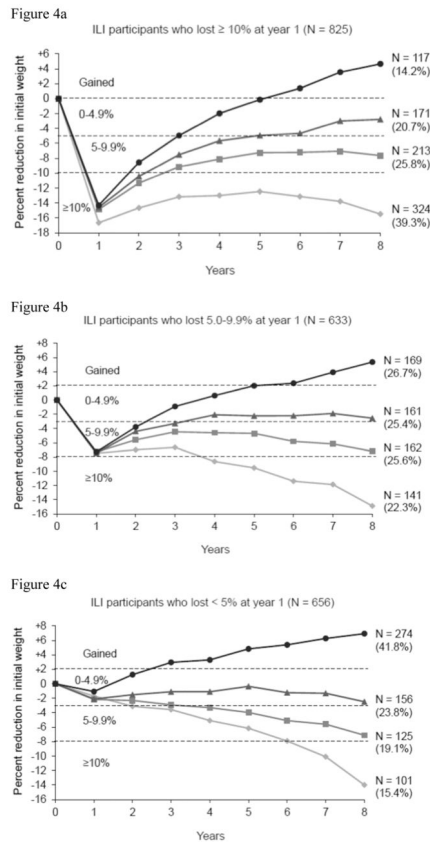 Figure 4a
ILI participants who lost ≥ 10% at year 1 (N = 825)
Percent reduction in initial weight
+6
+4
+2
0
-2
-4
-6
-8
-10
-12
-14
-16
-18
Gained
0-4.9%
5-9.9%
≥10%
N = 117
(14.2%)
N = 171
(20.7%)
N = 213
(25.8%)
N = 324
(39.3%)
0 1 2 3 4 5 6 7 8
Years
Figure 4b
ILI participants who lost 5.0-9.9% at year 1 (N = 633)
Percent reduction in initial weight
+8
+6
+4
+2
0
-2
-4
-6
-8
-10
-12
-14
-16
Gained
0-4.9%
5-9.9%
≥10%
N = 169
(26.7%)
N = 161
(25.4%)
N = 162
(25.6%)
N = 141
(22.3%)
0 1 2 3 4 5 6 7 8
Years
Figure 4c
ILI participants who lost < 5% at year 1 (N = 656)
Percent reduction in initial weight
+8
+6
+4
+2
0
-2
-4
-6
-8
-10
-12
-14
-16
Gained
0-4.9%
5-9.9%
≥10%
N = 274
(41.8%)
N = 156
(23.8%)
N = 125
(19.1%)
N = 101
(15.4%)
0 1 2 3 4 5 6 7 8
Years